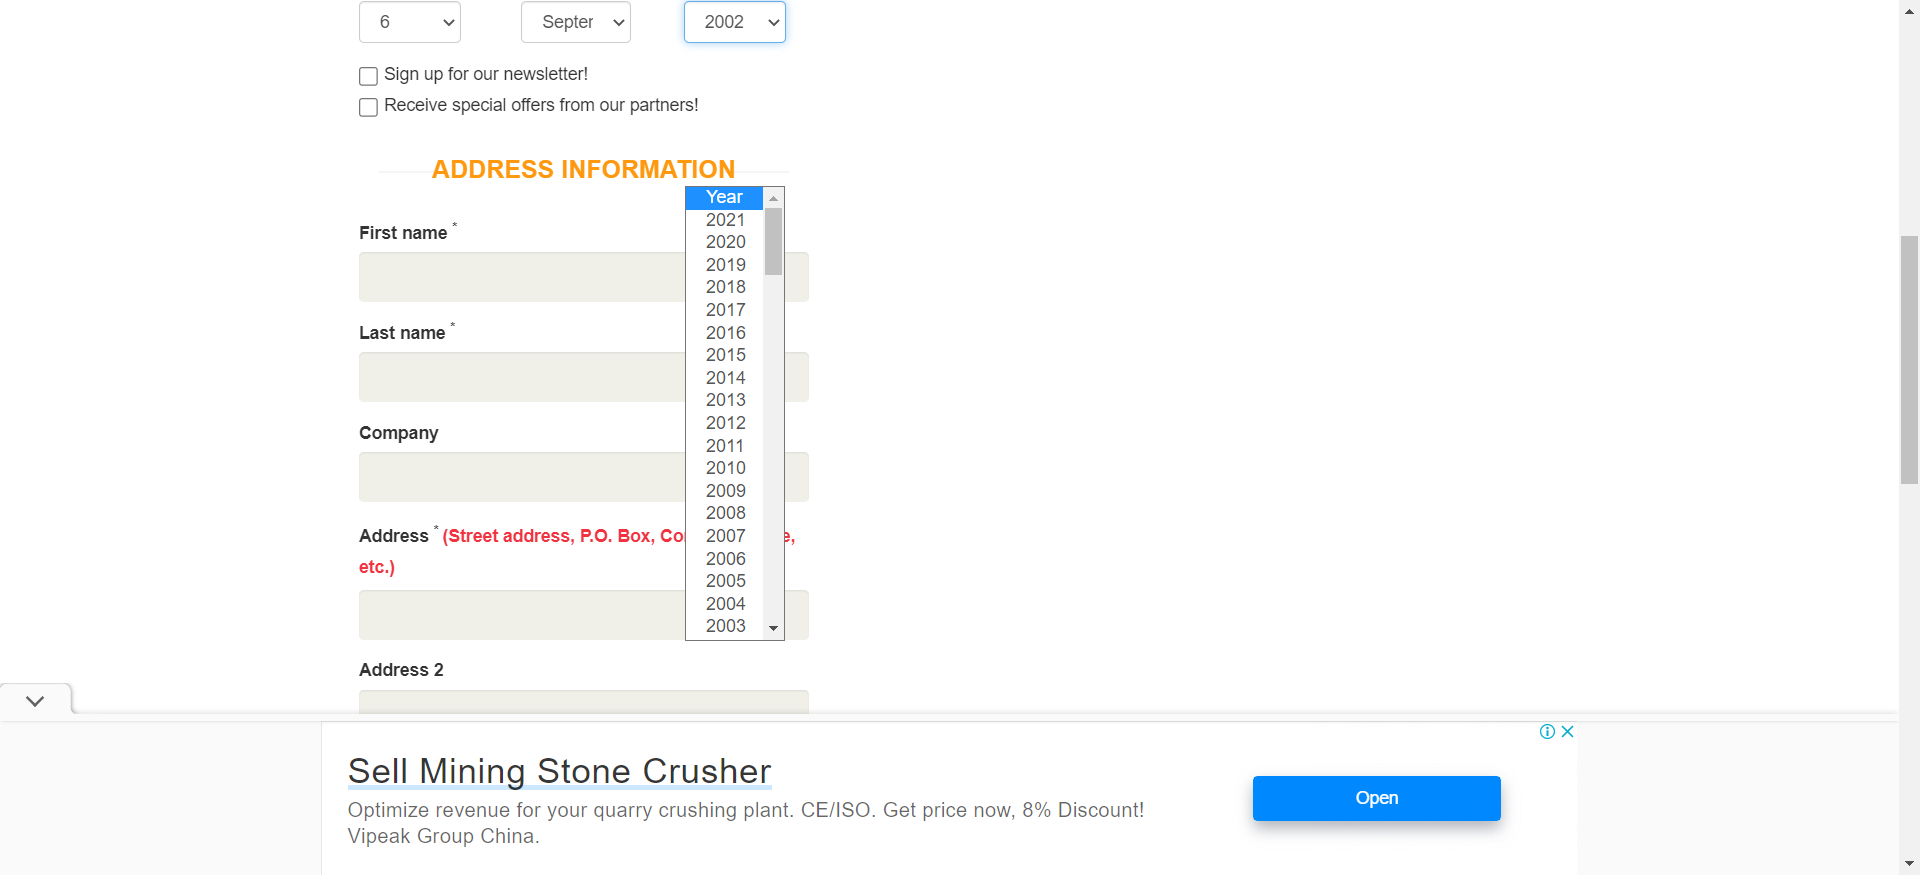 6 Septer 2002
Sign up for our newsletter!
Receive special offers from our partners!
ADDRESS INFORMATION
First name *
Last name *
Company
Address * (Street address, P.O. Box, etc.)
Address 2
Year
2021
2020
2019
2018
2017
2016
2015
2014
2013
2012
2011
2010
2009
2008
2007
2006
2005
2004
2003
Sell Mining Stone Crusher
Optimize revenue for your quarry crushing plant. CE/ISO. Get price now, 8% Discount!
Vipeak Group China.
Open